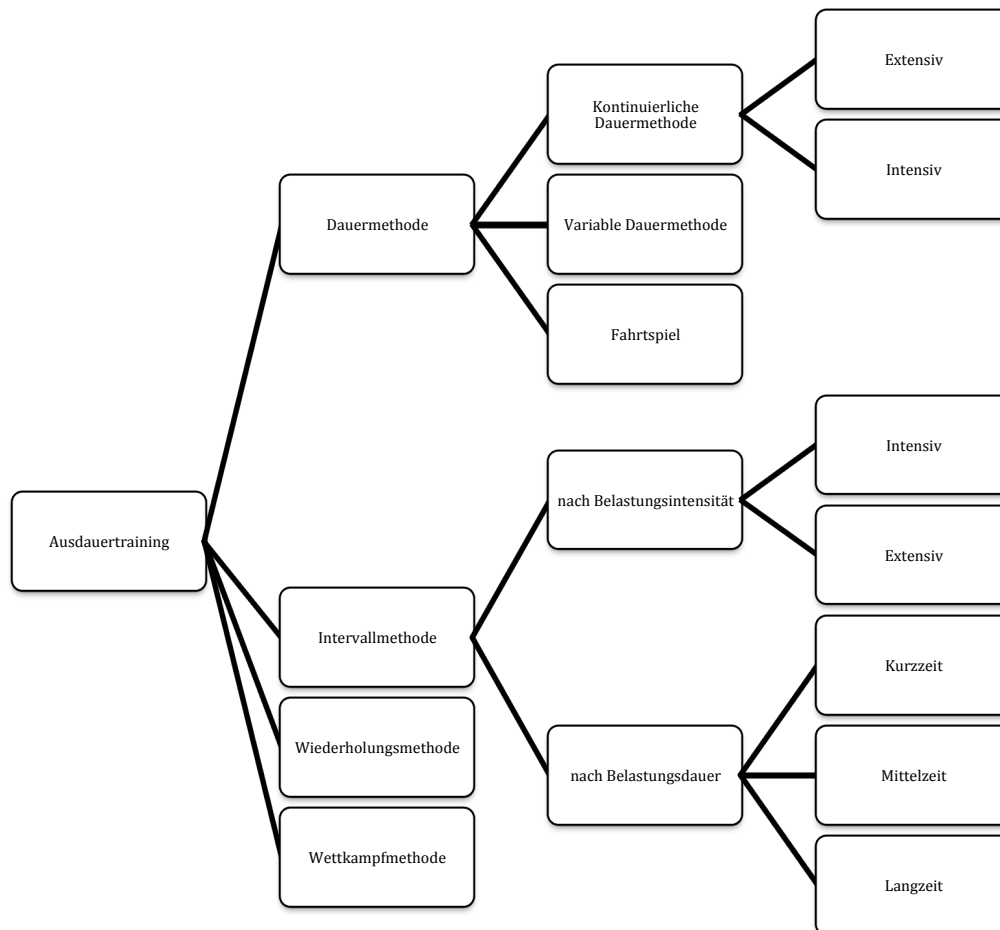 Extensiv
Kontinuierliche
Dauermethode
Intensiv
Dauermethode
Variable Dauermethode
Fahrtspiel
Intensiv
nach Belastungsintensität
Ausdauertraining
Extensiv
Intervallmethode
Kurzzeit
Wiederholungsmethode
nach Belastungsdauer
Mittelzeit
Wettkampfmethode
Langzeit